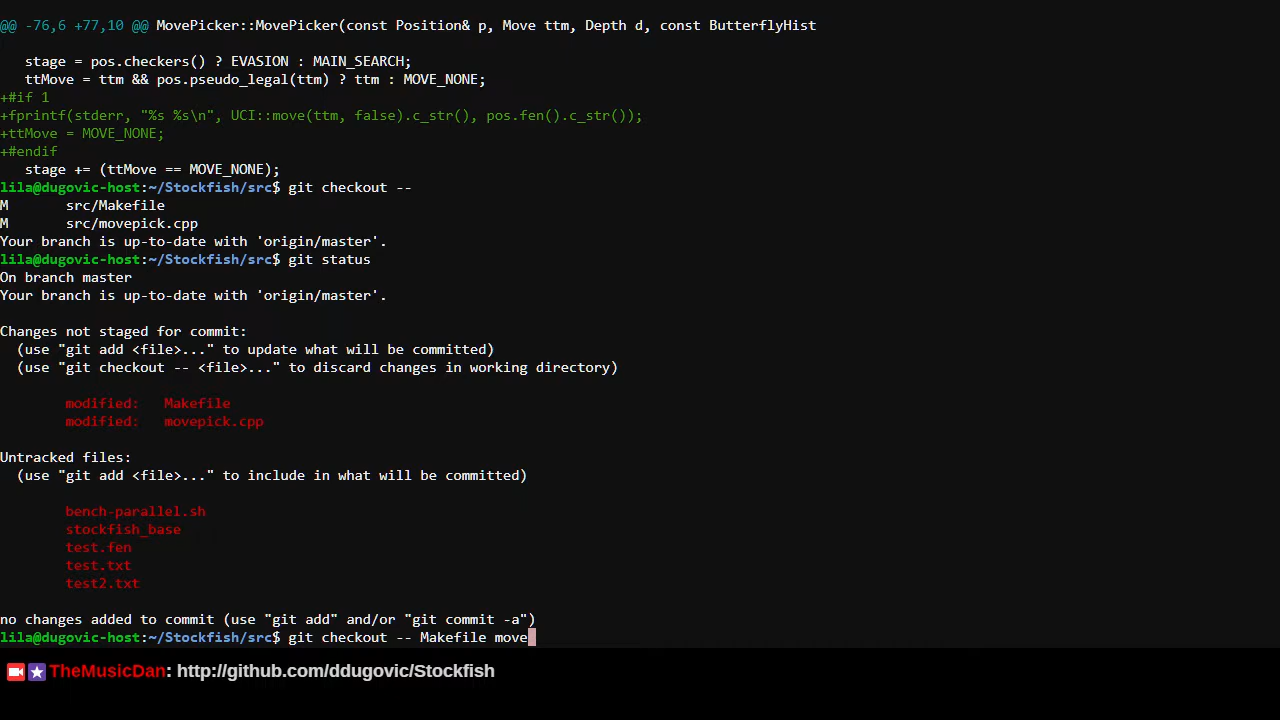 @@ -76,6 +77,10 @@ MovePicker::MovePicker(const Position& p, Move ttm, Depth d, const ButterflyHist
stage = pos.checkers() ? EVASION : MAIN_SEARCH;
ttMove = ttm && pos.pseudo_legal(ttm) ? ttm : MOVE_NONE;
+#if 1
+fprintf(stderr, "%s %s\n", UCI::move(ttm, false).c_str(), pos.fen().c_str());
+ttMove = MOVE_NONE;
+#endif
stage += (ttMove == MOVE_NONE);
lila@dugovic-host:~/Stockfish/src$ git checkout --
M       src/Makefile
M       src/movepick.cpp
Your branch is up-to-date with 'origin/master'.
lila@dugovic-host:~/Stockfish/src$ git status
On branch master
Your branch is up-to-date with 'origin/master'.
Changes not staged for commit:
(use "git add <file>..." to update what will be committed)
(use "git checkout -- <file>..." to discard changes in working directory)
modified:   Makefile
modified:   movepick.cpp
Untracked files:
(use "git add <file>..." to include in what will be committed)
bench-parallel.sh
stockfish_base
test.fen
test.txt
test2.txt
no changes added to commit (use "git add" and/or "git commit -a")
lila@dugovic-host:~/Stockfish/src$ git checkout -- Makefile move
TheMusicDan: http://github.com/ddugovic/Stockfish